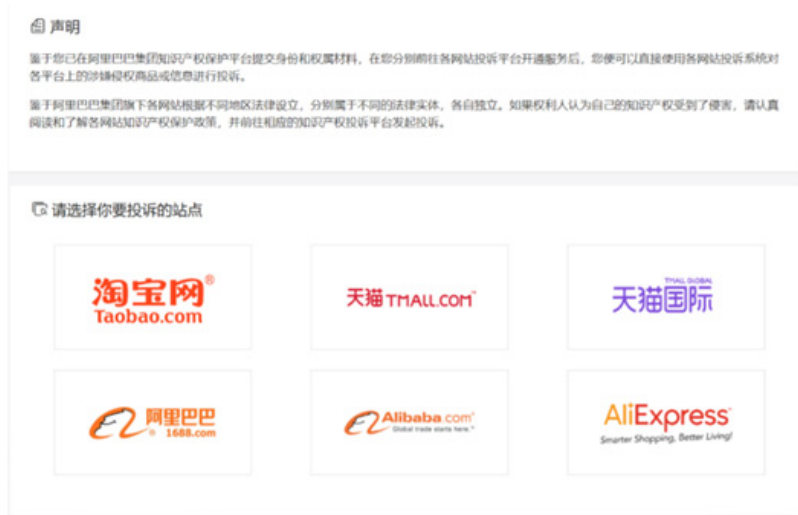 声明
鉴于您已在阿里巴巴集团知识产权保护平台提交身份和权属材料，在您分别前往各网站投诉平台开通服务后，您便可以直接使用各网站投诉系统对
各平台上的涉嫌侵权商品或信息进行投诉。
鉴于阿里巴巴集团旗下各网站根据不同地区法律设立，分别属于不同的法律实体，各自独立。如果权利人认为自己的知识产权受到了侵害，请认真
阅读和了解各网站知识产权保护政策，并前往相应的知识产权投诉平台发起投诉。
请选择你要投诉的站点
淘宝网®
Taobao.com
天猫 TMALL.COM™
TMALL GLOBAL
天猫国际
阿里巴巴
® 1688.com
Alibaba.com®
Global trade starts here.™
AliExpress™
Smarter Shopping, Better Living!